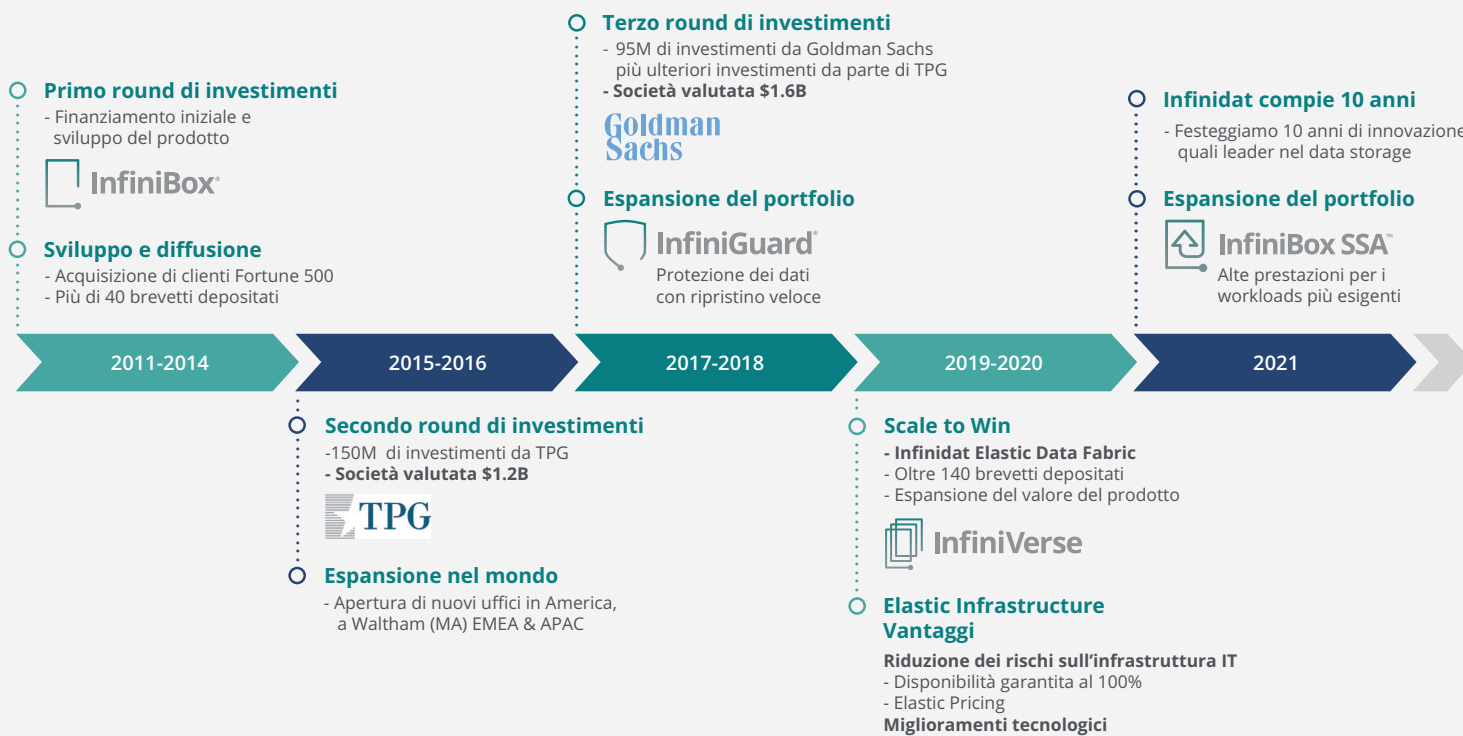 Primo round di investimenti
- Finanziamento iniziale e
sviluppo del prodotto
InfiniBox®
Sviluppo e diffusione
- Acquisizione di clienti Fortune 500
- Più di 40 brevetti depositati
Terzo round di investimenti
- 95M di investimenti da Goldman Sachs
più ulteriori investimenti da parte di TPG
- Società valutata $1.6B
Goldman
Sachs
Espansione del portfolio
InfiniGuard®
Protezione dei dati
con ripristino veloce
Infinidat compie 10 anni
- Festeggiamo 10 anni di innovazione
quali leader nel data storage
Espansione del portfolio
InfiniBox SSA™
Alte prestazioni per i
workloads più esigenti
2011-2014
2015-2016
2017-2018
2019-2020
2021
Secondo round di investimenti
-150M di investimenti da TPG
- Società valutata $1.2B
TPG
Espansione nel mondo
- Apertura di nuovi uffici in America,
a Waltham (MA) EMEA & APAC
Scale to Win
- Infinidat Elastic Data Fabric
- Oltre 140 brevetti depositati
- Espansione del valore del prodotto
InfiniVerse
Elastic Infrastructure
Vantaggi
Riduzione dei rischi sull’infrastruttura IT
- Disponibilità garantita al 100%
- Elastic Pricing
Miglioramenti tecnologici